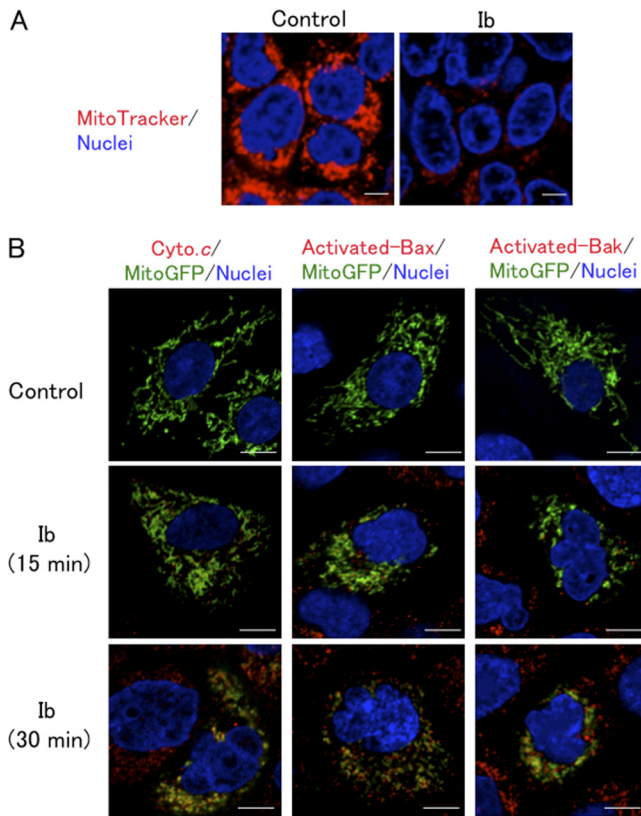 A
Control
Ib
MitoTracker/
Nuclei
B
Cyto.c/
MitoGFP/Nuclei
Activated-Bax/
MitoGFP/Nuclei
Activated-Bak/
MitoGFP/Nuclei
Control
Ib
(15 min)
Ib
(30 min)